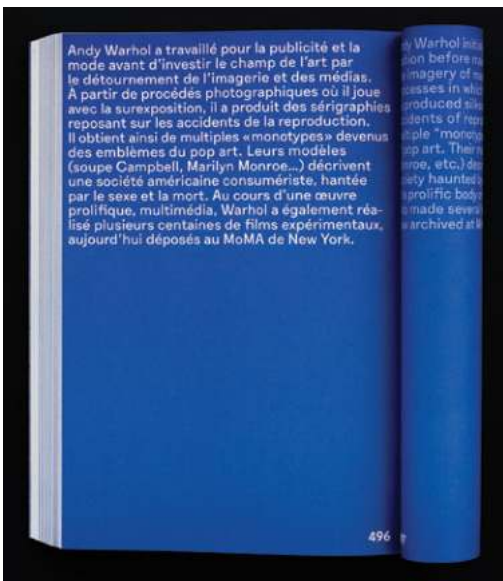 Andy Warhol a travaillé pour la publicité et la
mode avant d'investir le champ de l'art par
le détournement de l'imagerie et des médias.
À partir de procédés photographiques où il joue
avec la surexposition, il a produit des sérigraphies
reposant sur les accidents de la reproduction.
Il obtient ainsi de multiples «monotypes» devenus
des emblèmes du pop art. Leurs modèles
(soupe Campbell, Marilyn Monroe...) décrivent
une société américaine consumériste, hantée
par le sexe et la mort. Au cours d'une œuvre
prolifique, multimédia, Warhol a également réa-
lisé plusieurs centaines de films expérimentaux,
aujourd'hui déposés au MoMA de New York.
496
Warhol
before
imagery of
in
produced
of
"
pop art. Their
etc.)
haunted
prolific body
made
archived at